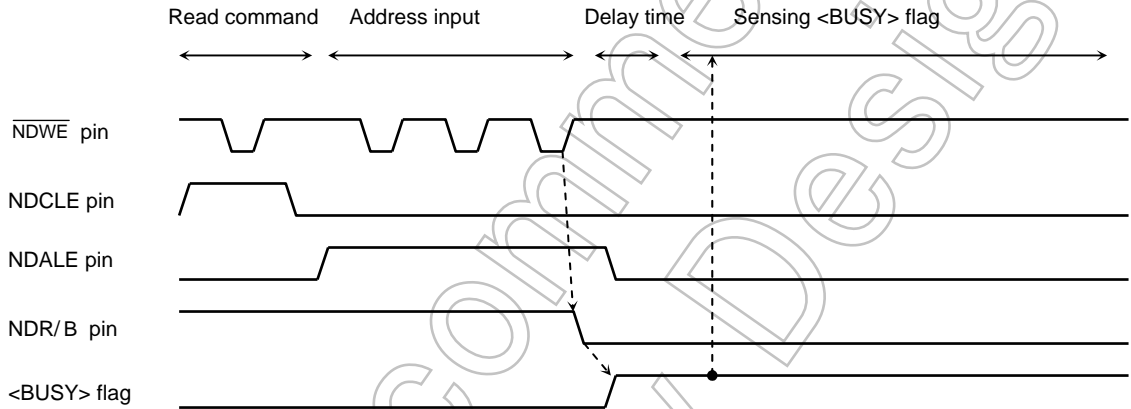 Read command Address input Delay time Sensing <BUSY> flag
NDWE pin
NDCLE pin
NDALE pin
NDR/ B pin
<BUSY> flag